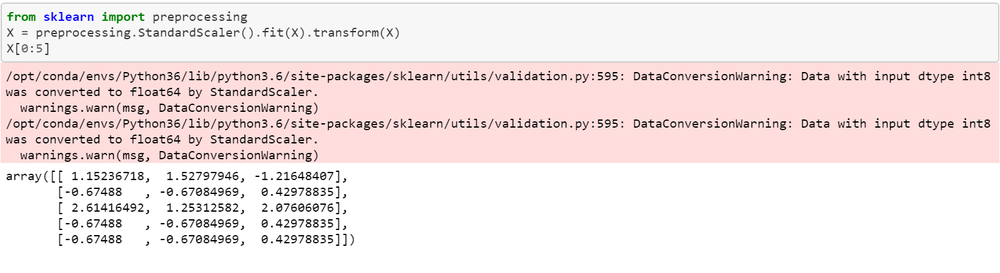 from sklearn import preprocessing
X = preprocessing.StandardScaler().fit(X).transform(X)
X[0:5]
/opt/conda/envs/Python36/lib/python3.6/site-packages/sklearn/utils/validation.py:595: DataConversionWarning: Data with input dtype int8
was converted to float64 by StandardScaler.
  warnings.warn(msg, DataConversionWarning)
/opt/conda/envs/Python36/lib/python3.6/site-packages/sklearn/utils/validation.py:595: DataConversionWarning: Data with input dtype int8
was converted to float64 by StandardScaler.
  warnings.warn(msg, DataConversionWarning)
array([[ 1.15236718,  1.52797946, -1.21648407],
       [-0.67488   , -0.67084969,  0.42978835],
       [ 2.61416492,  1.25312582,  2.07606076],
       [-0.67488   , -0.67084969,  0.42978835],
       [-0.67488   , -0.67084969,  0.42978835]])